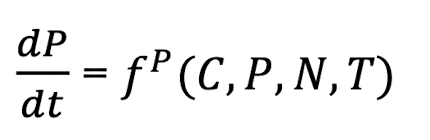 dP/dt = f^P(C, P, N, T)